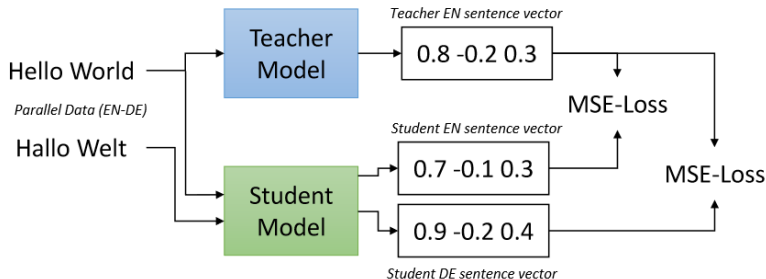 Teacher EN sentence vector
Teacher
Model
0.8 -0.2 0.3
Hello World
Parallel Data (EN-DE)
Hallo Welt
MSE-Loss
Student EN sentence vector
0.7 -0.1 0.3
MSE-Loss
Student
Model
0.9 -0.2 0.4
Student DE sentence vector